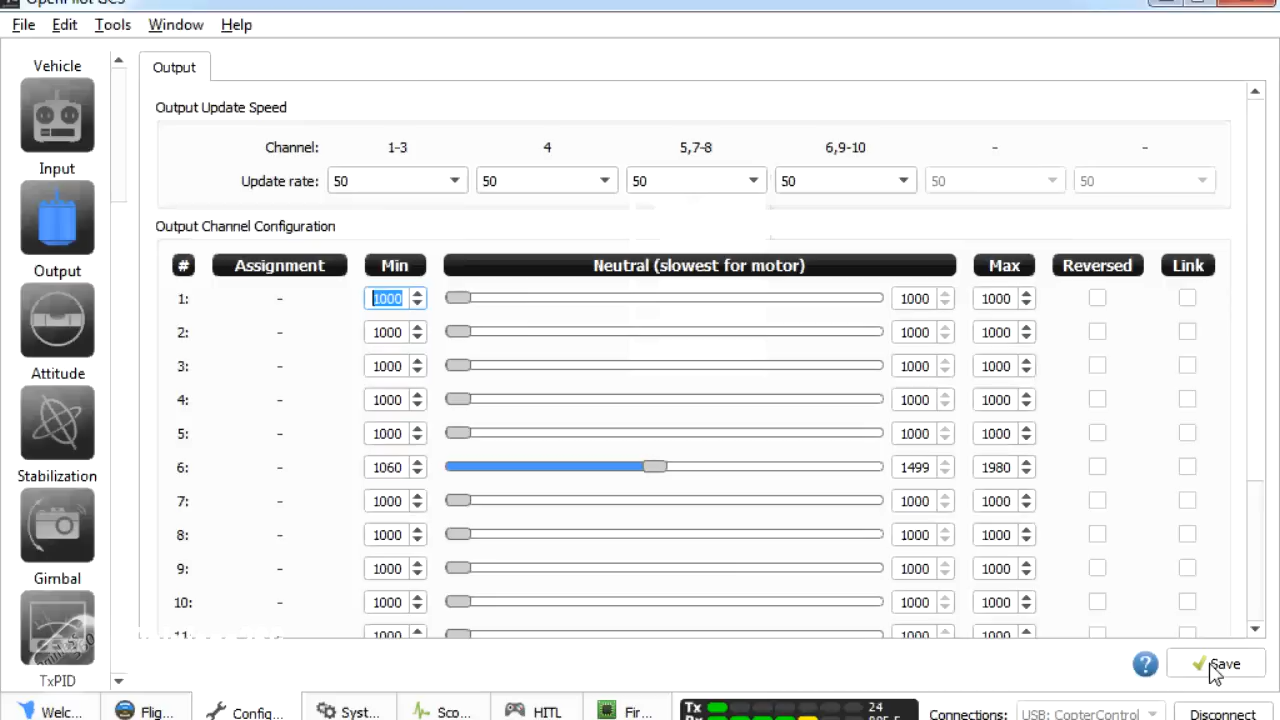 OpenPilot GCS
File Edit Tools Window Help
Vehicle
Input
Output
Attitude
Stabilization
Gimbal
TxPID
Output
Output Update Speed
Channel: 1-3 4 5,7-8 6,9-10 - -
Update rate: 50 50 50 50 50 50
Output Channel Configuration
# Assignment Min Neutral (slowest for motor) Max Reversed Link
1: - 1000 1000 1000
2: - 1000 1000 1000
3: - 1000 1000 1000
4: - 1000 1000 1000
5: - 1000 1000 1000
6: - 1060 1499 1980
7: - 1000 1000 1000
8: - 1000 1000 1000
9: - 1000 1000 1000
10: - 1000 1000 1000
11: - 1000 1000 1000
? Save
Welc... Flig... Config... Syst... Sco... HITL Fir... Tx 24
Connections: USB: CopterControl Disconnect